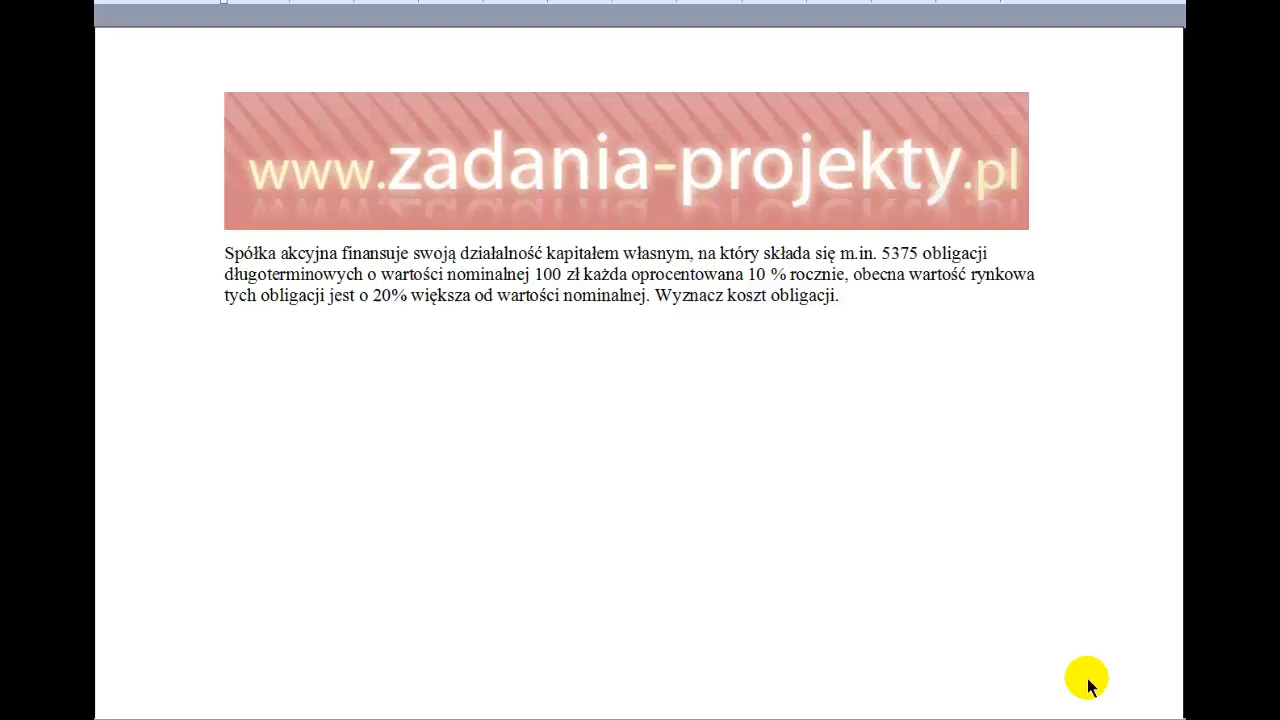 www.zadania-projekty.pl
Spółka akcyjna finansuje swoją działalność kapitałem własnym, na który składa się m.in. 5375 obligacji
długoterminowych o wartości nominalnej 100 zł każda oprocentowana 10 % rocznie, obecna wartość rynkowa
tych obligacji jest o 20% większa od wartości nominalnej. Wyznacz koszt obligacji.